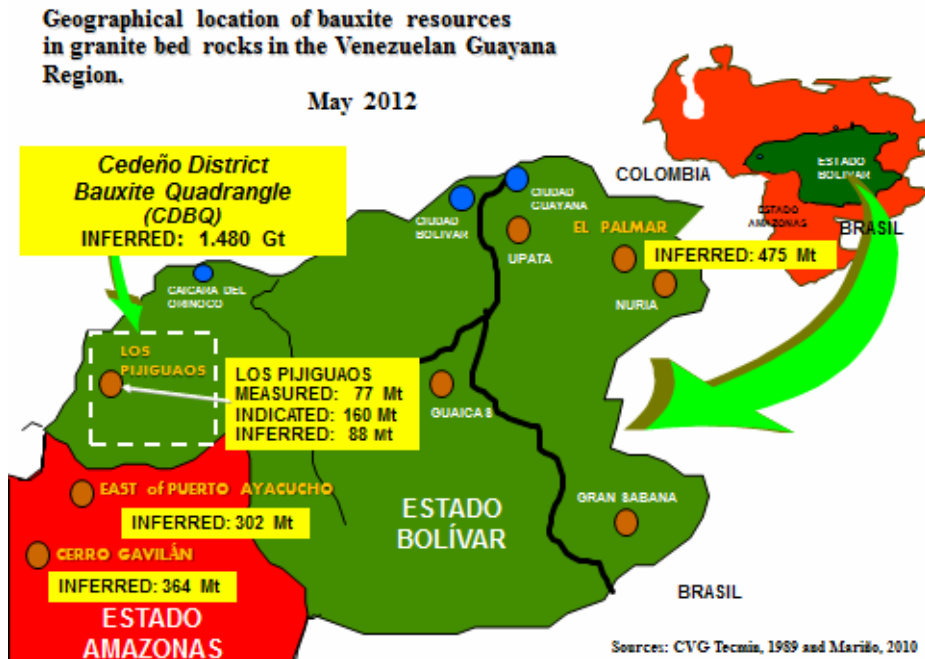 Geographical location of bauxite resources
in granite bed rocks in the Venezuelan Guayana
Region.
May 2012
Cedeño District
Bauxite Quadrangle
(CDBQ)
INFERRED: 1.480 Gt
COLOMBIA
ESTADO
BOLIVAR
ESTADO
AMAZONAS
BRASIL
CIUDAD
GUAYANA
CIUDAD
BOLIVAR
UPATA
EL PALMAR
INFERRED: 475 Mt
NURIA
CAICARA DEL
ORINOCO
LOS
PIJIGUAOS
LOS PIJIGUAOS
MEASURED: 77 Mt
INDICATED: 160 Mt
INFERRED: 88 Mt
GUAICA 8
EAST of PUERTO AYACUCHO
INFERRED: 302 Mt
ESTADO
BOLÍVAR
GRAN SABANA
CERRO GAVILÁN
INFERRED: 364 Mt
BRASIL
ESTADO
AMAZONAS
Sources: CVG Tecmin, 1989 and Mariño, 2010